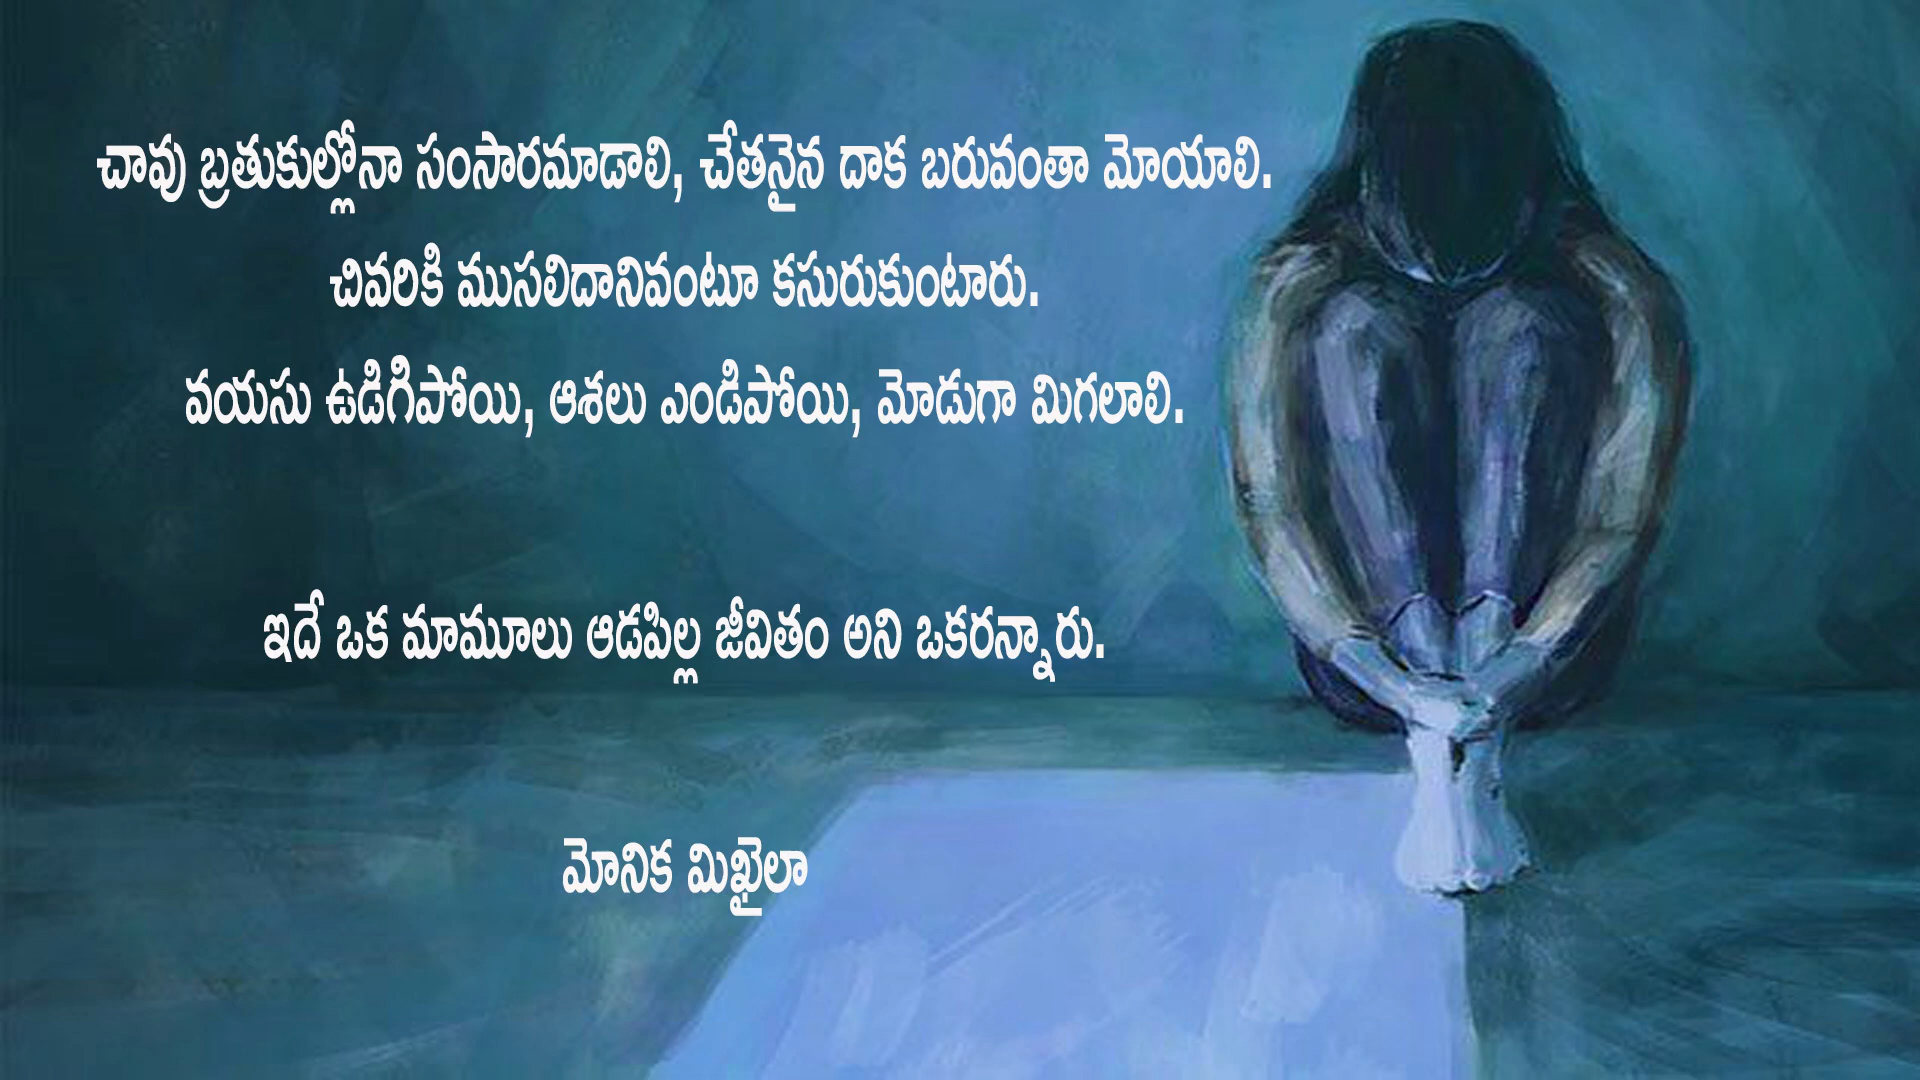 చావు బ్రతుకుల్లోనా సంసారమాడాలి, చేతనైన దాక బరువంతా మోయాలి.
చివరికి ముసలిదానివంటూ కసురుకుంటారు.
వయసు ఉడిగిపోయి, ఆశలు ఎండిపోయి, మోడుగా మిగలాలి.
ఇదే ఒక మామూలు ఆడపిల్ల జీవితం అని ఒకరన్నారు.
మోనిక మిఖైలా